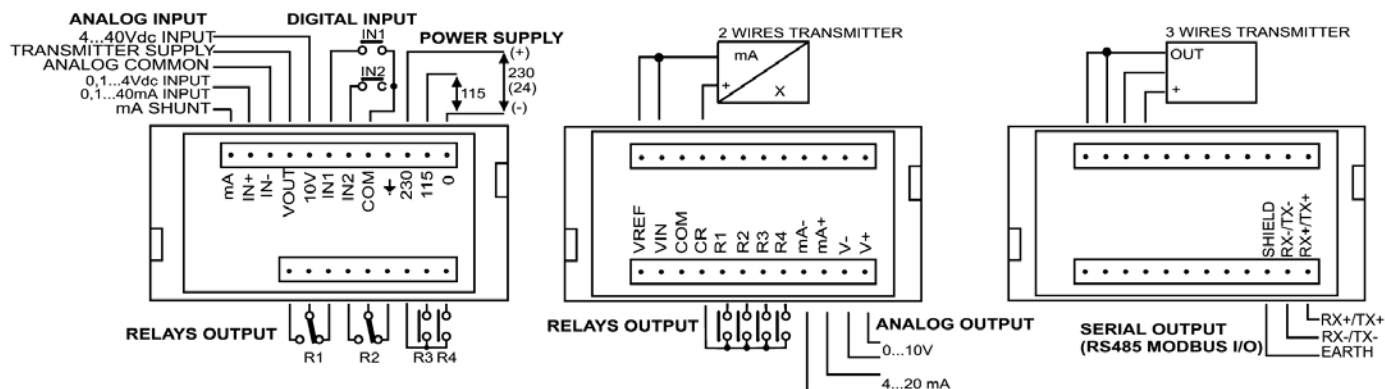 ANALOG INPUT
4...40Vdc INPUT
TRANSMITTER SUPPLY
ANALOG COMMON
0,1...4Vdc INPUT
0,1...40mA INPUT
mA SHUNT
DIGITAL INPUT
IN1
IN2
POWER SUPPLY
(+)
230
(24)
115
(-)
mA
IN+
IN-
VOUT
10V
IN1
IN2
COM
230
115
0
RELAYS OUTPUT
R1
R2
R3 R4
2 WIRES TRANSMITTER
mA
+
X
VREF
VIN
COM
CR
R1
R2
R3
R4
mA-
mA+
V-
V+
RELAYS OUTPUT
R1 R2 R3 R4
ANALOG OUTPUT
0...10V
4...20 mA
3 WIRES TRANSMITTER
OUT
+
SHIELD
RX-/TX-
RX+/TX+
SERIAL OUTPUT
(RS485 MODBUS I/O)
RX+/TX+
RX-/TX-
EARTH